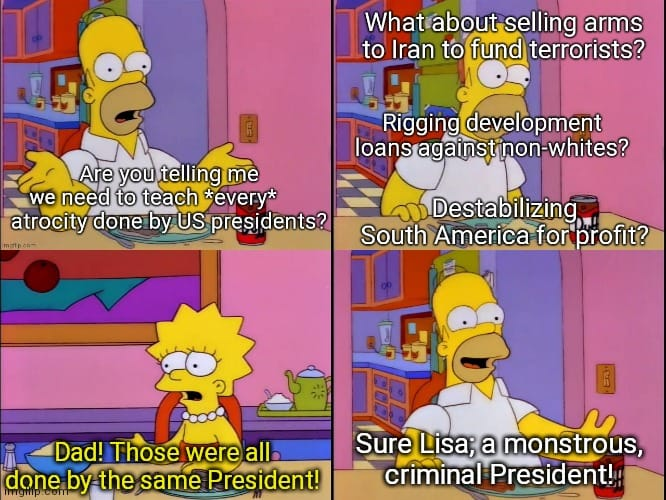 Are you telling me
we need to teach *every*
atrocity done by US presidents?
imgflip.com
What about selling arms
to Iran to fund terrorists?
Rigging development
loans against non-whites?
Destabilizing
South America for profit?
Dad! Those were all
done by the same President!
imgflip.com
Sure Lisa; a monstrous,
criminal President!